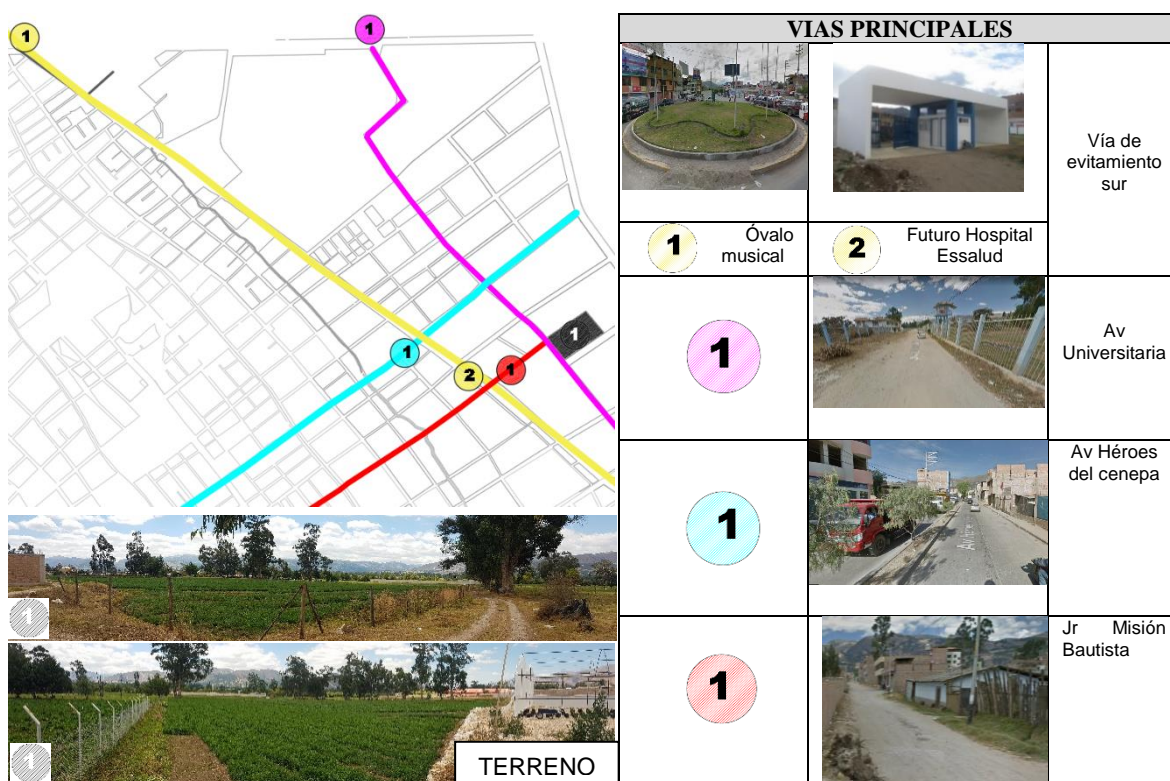 1
1
1
1
2
1
1
1
TERRENO
VIAS PRINCIPALES
Vía de
evitamiento
sur
1
Óvalo
musical
2
Futuro Hospital
Essalud
1
Av
Universitaria
1
Av Héroes
del cenepa
1
Jr Misión
Bautista